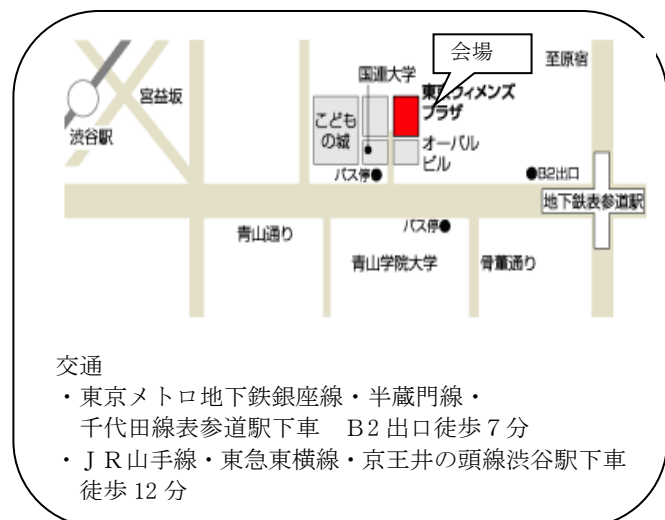 会場
至原宿
国連大学
宮益坂
東京ウィメンズ
プラザ
こども
の城
渋谷駅
オーバル
ビル
バス停●
●B2出口
地下鉄表参道駅
青山通り
バス停●
青山学院大学
骨董通り
交通
・東京メトロ地下鉄銀座線・半蔵門線・
千代田線表参道駅下車　B2出口徒歩７分
・ＪＲ山手線・東急東横線・京王井の頭線渋谷駅下車
徒歩12分